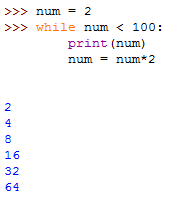 >>> num = 2
>>> while num < 100:
        print(num)
        num = num*2
2
4
8
16
32
64